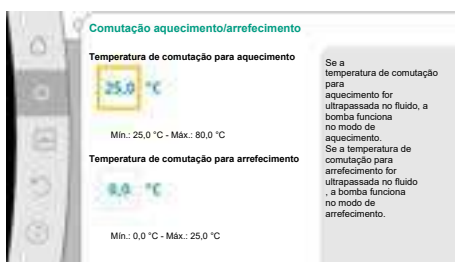 Comutação aquecimento/arrefecimento
Temperatura de comutação para aquecimento
25,0 °C
Mín.: 25,0 °C - Máx.: 80,0 °C
Temperatura de comutação para arrefecimento
0,0 °C
Mín.: 0,0 °C - Máx.: 25,0 °C
Se a
temperatura de comutação
para
aquecimento for
ultrapassada no fluido, a
bomba funciona
no modo de
aquecimento.
Se a temperatura de
comutação para
arrefecimento for
ultrapassada no fluido
, a bomba funciona
no modo de
arrefecimento.